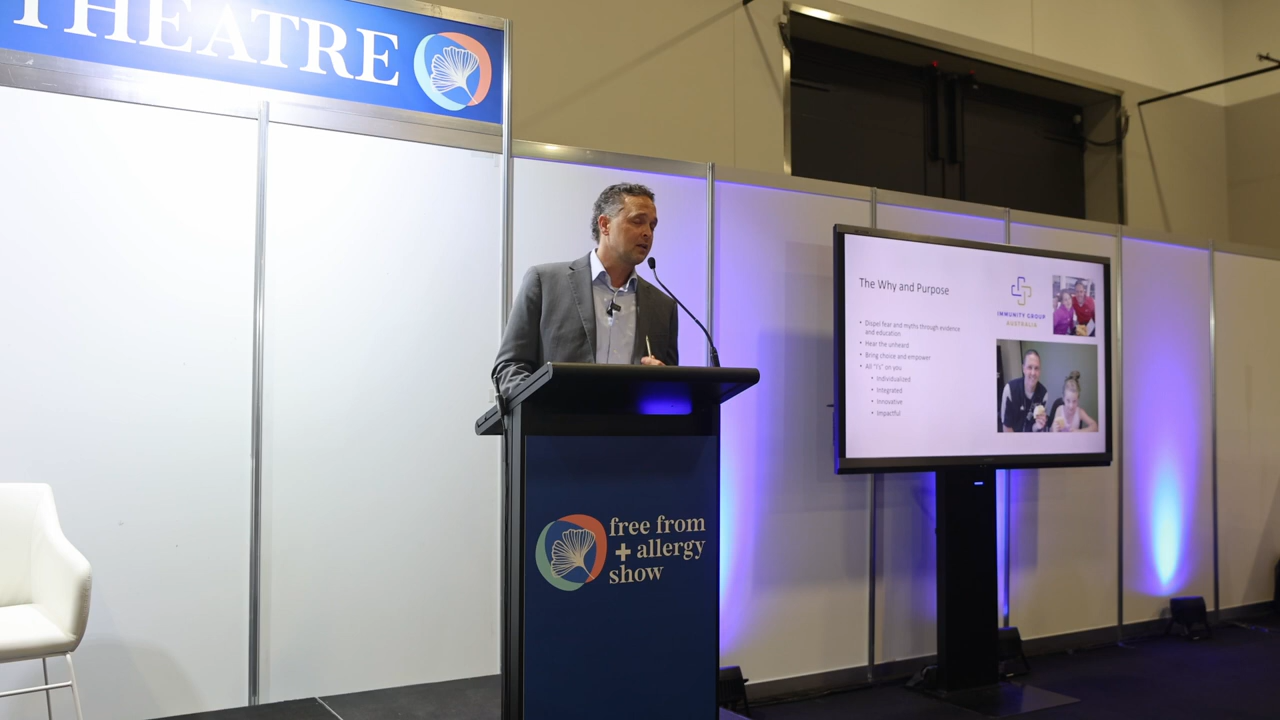 THEATRE
The Why and Purpose
• Dispel fear and myths through evidence
and education
• Hear the unheard
• Bring choice and empower
• All "I's" on you
• Individualized
• Integrated
• Innovative
• Impactful
IMMUNITY GROUP
AUSTRALIA
free from
+ allergy
show